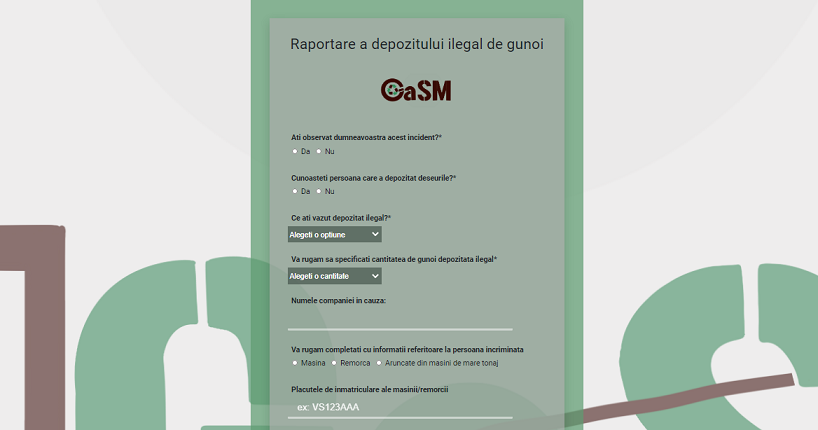 Raportare a depozitului ilegal de gunoi
GaSM
Ati observat dumneavoastra acest incident?*
Da Nu
Cunoasteti persoana care a depozitat deseurile?*
Da Nu
Ce ati vazut depozitat ilegal?*
Alegeti o optiune
Va rugam sa specificati cantitatea de gunoi depozitata ilegal*
Alegeti o cantitate
Numele companiei in cauza:
Va rugam completati cu informatii referitoare la persoana incriminata
Masina Remorca Aruncate din masini de mare tonaj
Placutele de inmatriculare ale masinii/remorcii
ex: VS123AAA